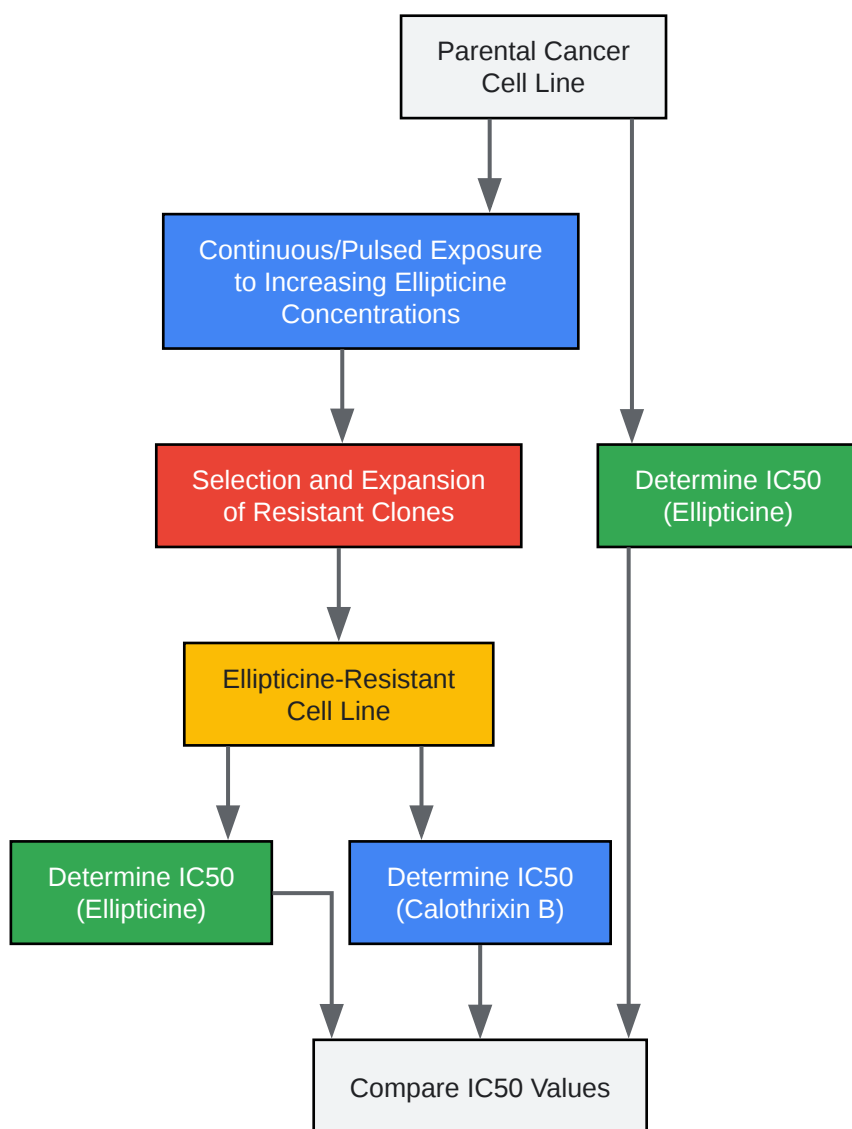 Parental Cancer
Cell Line
Continuous/Pulsed Exposure
to Increasing Ellipticine
Concentrations
Selection and Expansion
of Resistant Clones
Determine IC50
(Ellipticine)
Ellipticine-Resistant
Cell Line
Determine IC50
(Ellipticine)
Determine IC50
(Calothrixin B)
Compare IC50 Values